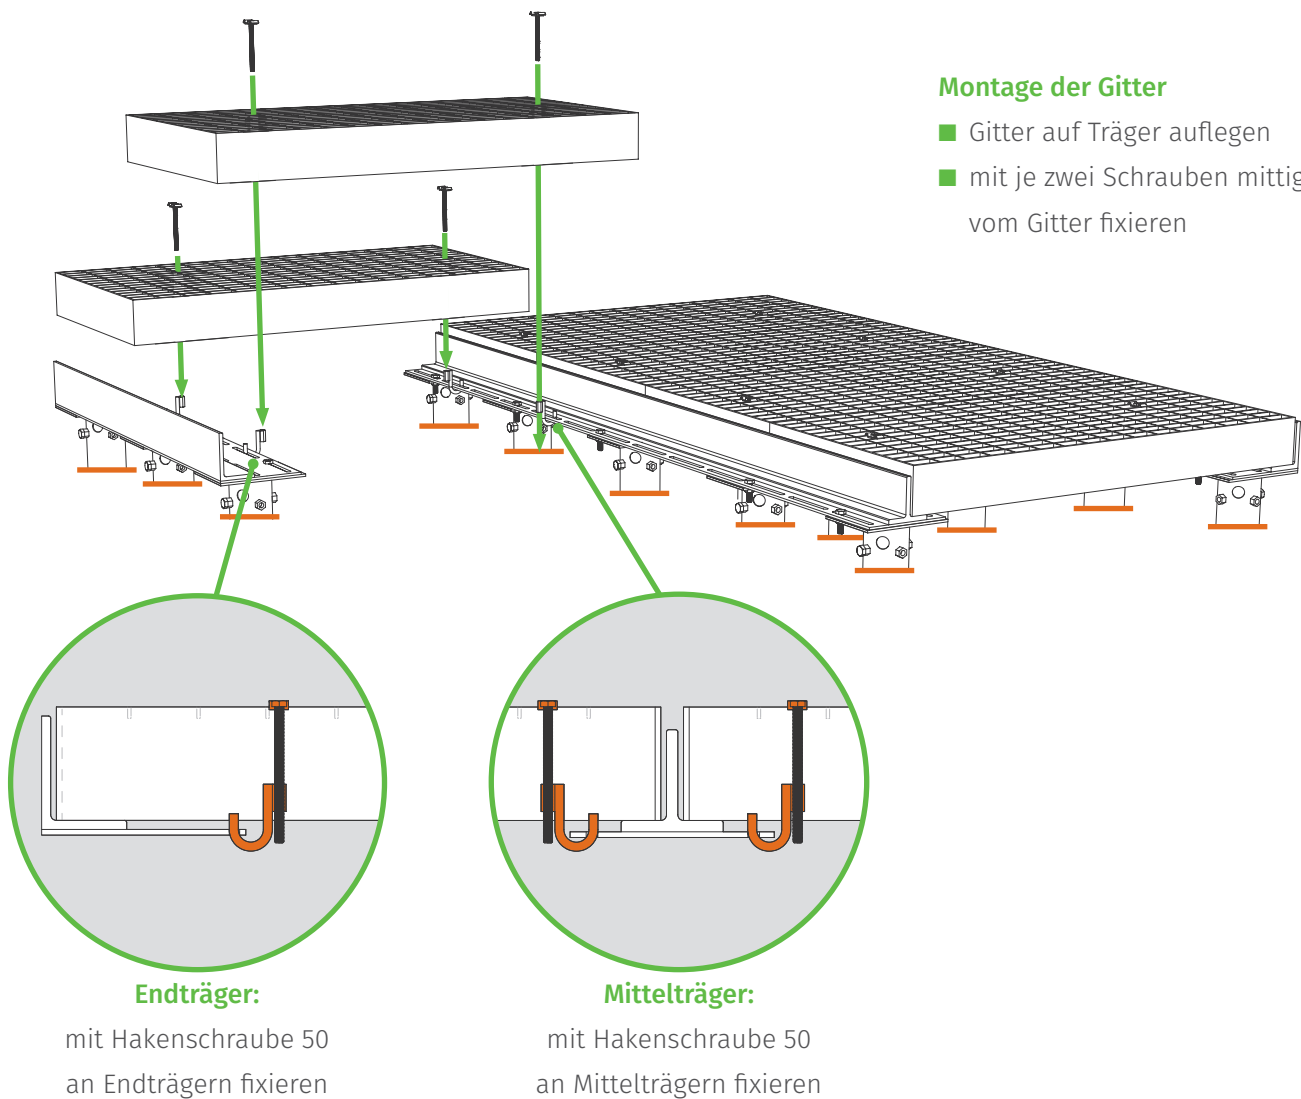 Montage der Gitter
Gitter auf Träger auflegen
mit je zwei Schrauben mittig
vom Gitter fixieren
Endträger:
mit Hakenschraube 50
an Endträgern fixieren
Mittelträger:
mit Hakenschraube 50
an Mittelträgern fixieren